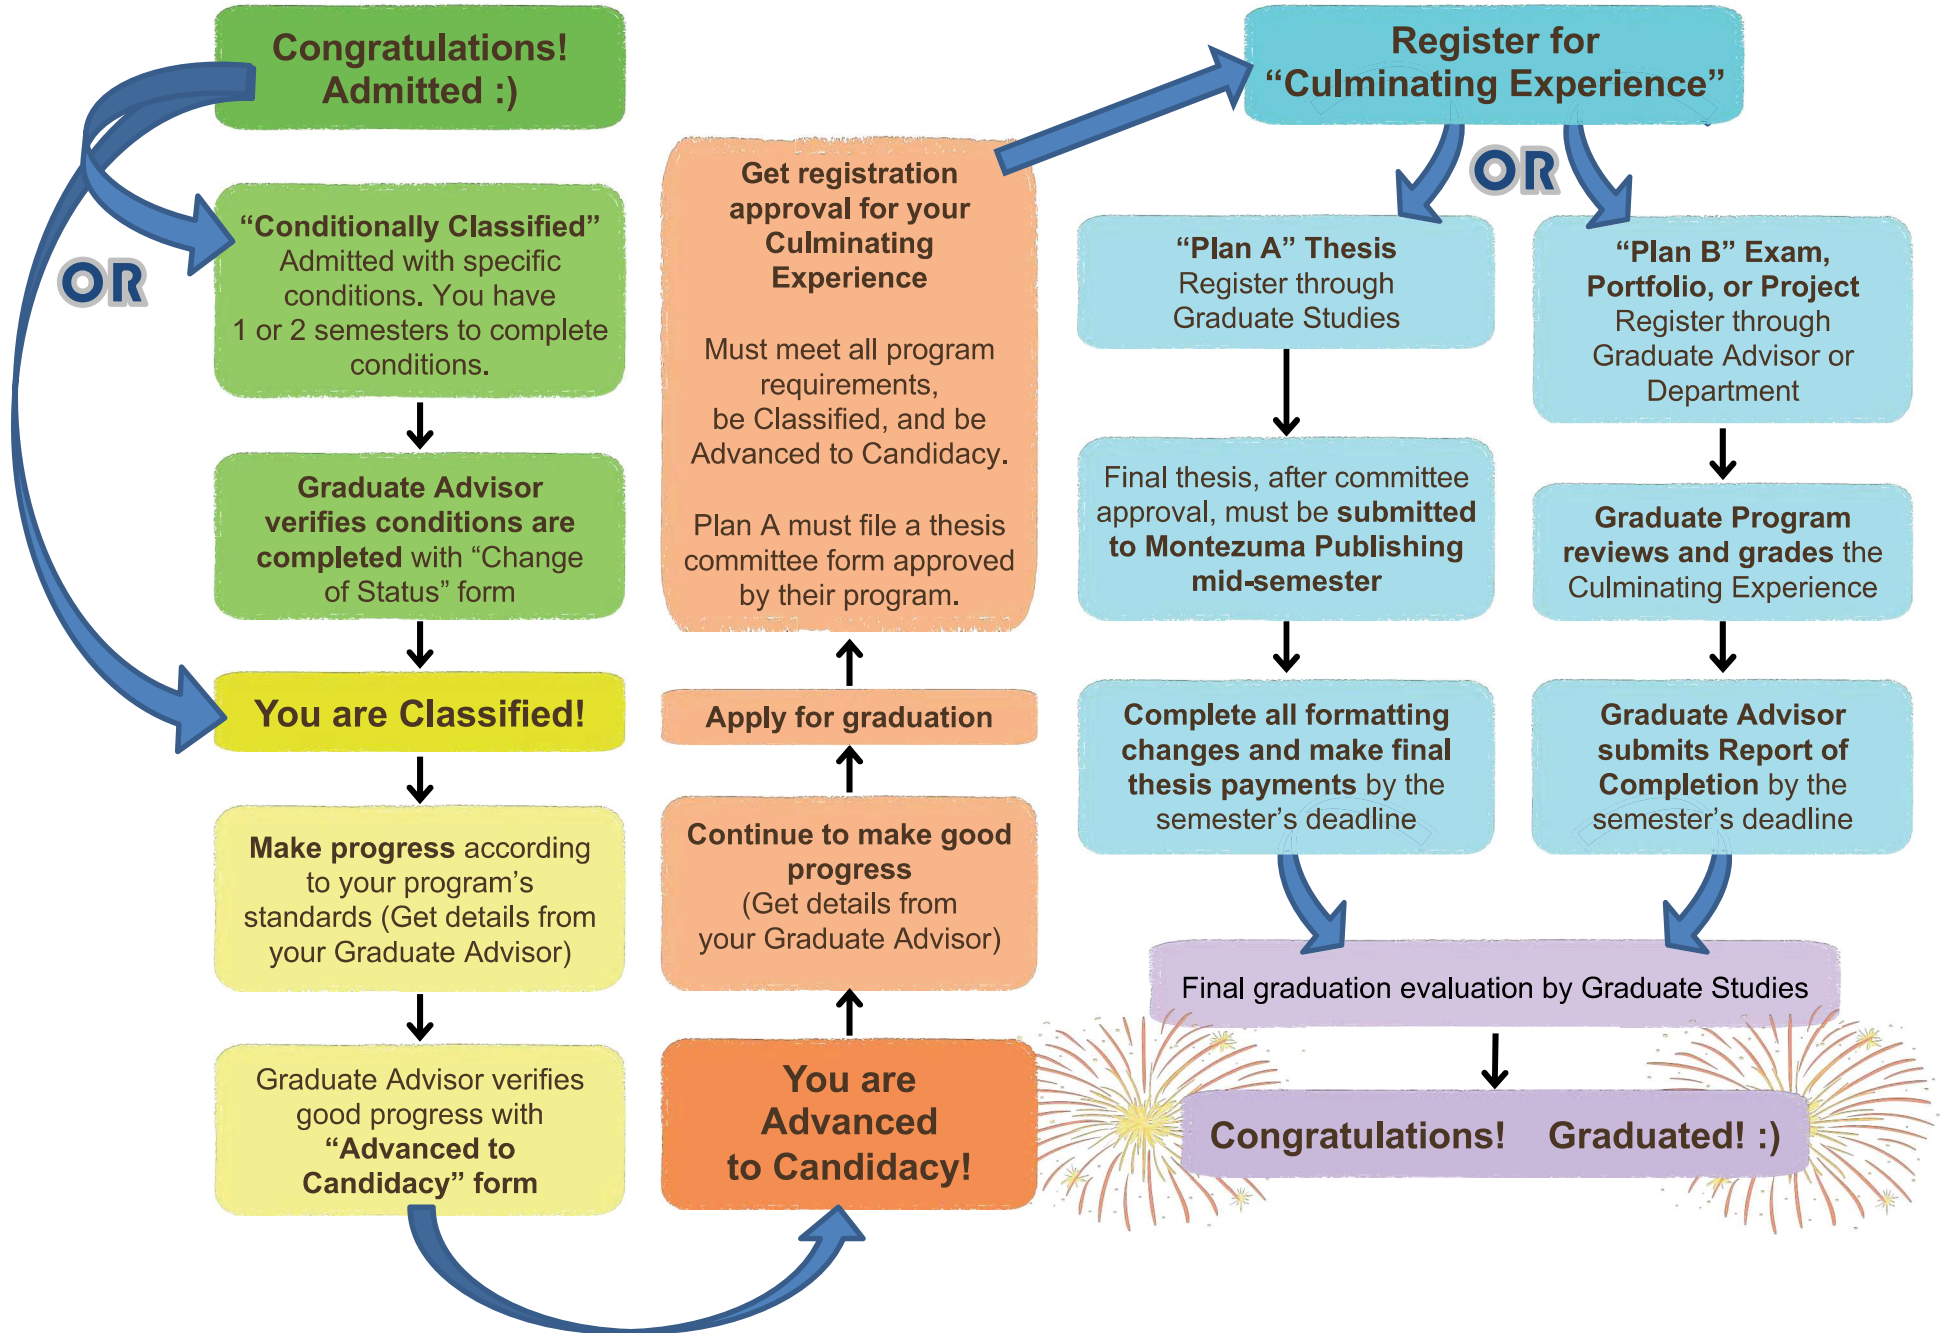 Congratulations!
Admitted :)
OR
“Conditionally Classified”
Admitted with specific
conditions. You have
1 or 2 semesters to complete
conditions.
Graduate Advisor
verifies conditions are
completed with “Change
of Status” form
You are Classified!
Make progress according
to your program’s
standards (Get details from
your Graduate Advisor)
Graduate Advisor verifies
good progress with
“Advanced to
Candidacy” form
You are
Advanced
to Candidacy!
Continue to make good
progress
(Get details from
your Graduate Advisor)
Apply for graduation
Get registration
approval for your
Culminating
Experience
Must meet all program
requirements,
be Classified, and be
Advanced to Candidacy.
Plan A must file a thesis
committee form approved
by their program.
Register for
“Culminating Experience”
OR
“Plan A” Thesis
Register through
Graduate Studies
Final thesis, after committee
approval, must be submitted
to Montezuma Publishing
mid-semester
Complete all formatting
changes and make final
thesis payments by the
semester’s deadline
“Plan B” Exam,
Portfolio, or Project
Register through
Graduate Advisor or
Department
Graduate Program
reviews and grades the
Culminating Experience
Graduate Advisor
submits Report of
Completion by the
semester’s deadline
Final graduation evaluation by Graduate Studies
Congratulations! Graduated! :)